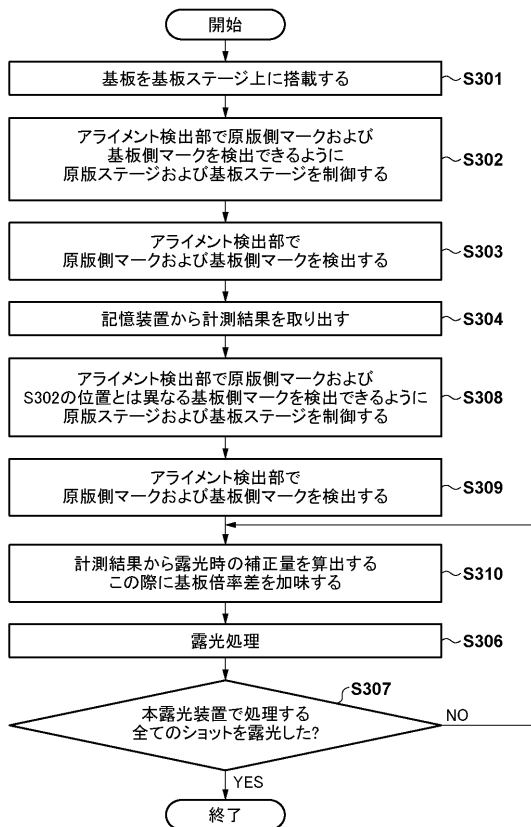 開始
基板を基板ステージ上に搭載する
S301
アライメント検出部で原版側マークおよび
基板側マークを検出できるように
原版ステージおよび基板ステージを制御する
S302
アライメント検出部で
原版側マークおよび基板側マークを検出する
S303
記憶装置から計測結果を取り出す
S304
アライメント検出部で原版側マークおよび
S302の位置とは異なる基板側マークを検出できるように
原版ステージおよび基板ステージを制御する
S308
アライメント検出部で
原版側マークおよび基板側マークを検出する
S309
計測結果から露光時の補正量を算出する
この際に基板倍率差を加味する
S310
露光処理
S306
S307
本露光装置で処理する
全てのショットを露光した?
NO
YES
終了